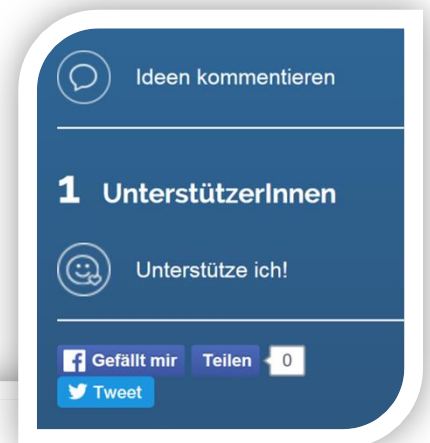 Ideen kommentieren
1 UnterstützerInnen
Unterstütze ich!
Gefällt mir Teilen 0
Tweet